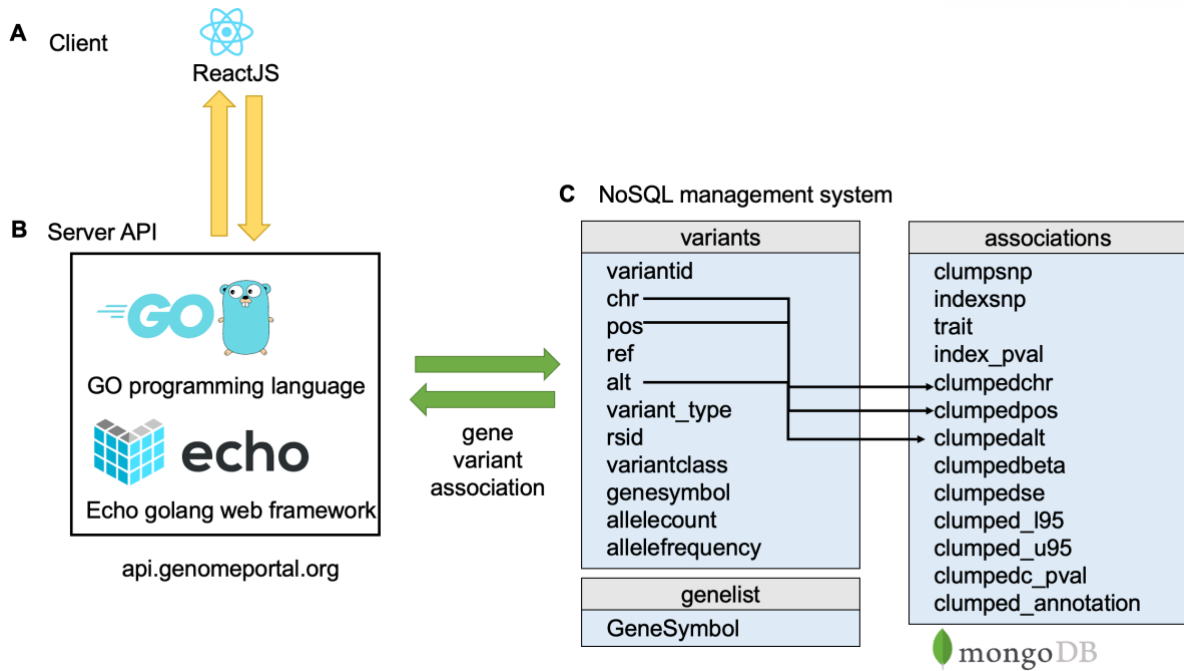 A Client
ReactJS
B Server API
GO
GO programming language
echo
Echo golang web framework
api.genomeportal.org
gene
variant
association
C NoSQL management system
variants
variantid
chr
pos
ref
alt
variant_type
rsid
variantclass
genesymbol
allelecount
allelefrequency
genelist
GeneSymbol
associations
clumpsnp
indexsnp
trait
index_pval
clumpedchr
clumpedpos
clumpedalt
clumpedbeta
clumpedse
clumped_l95
clumped_u95
clumpedc_pval
clumped_annotation
mongoDB